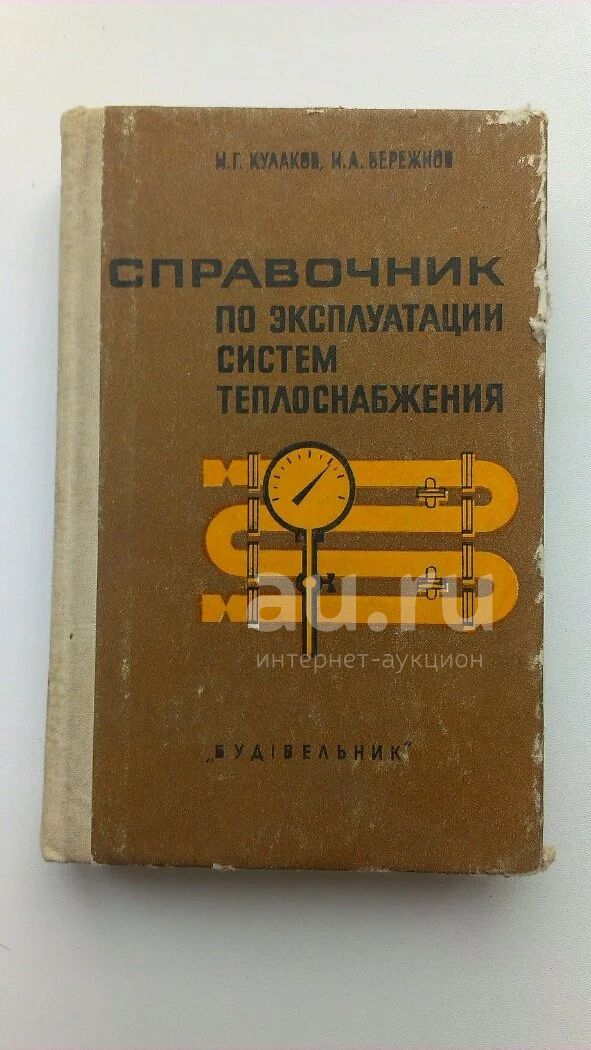 Н.Г. КУЛАКОВ, И.А. БЕРЕЖНОВ
СПРАВОЧНИК
ПО ЭКСПЛУАТАЦИИ
СИСТЕМ
ТЕПЛОСНАБЖЕНИЯ
au.ru
интернет-аукцион
„БУДІВЕЛЬНИК"